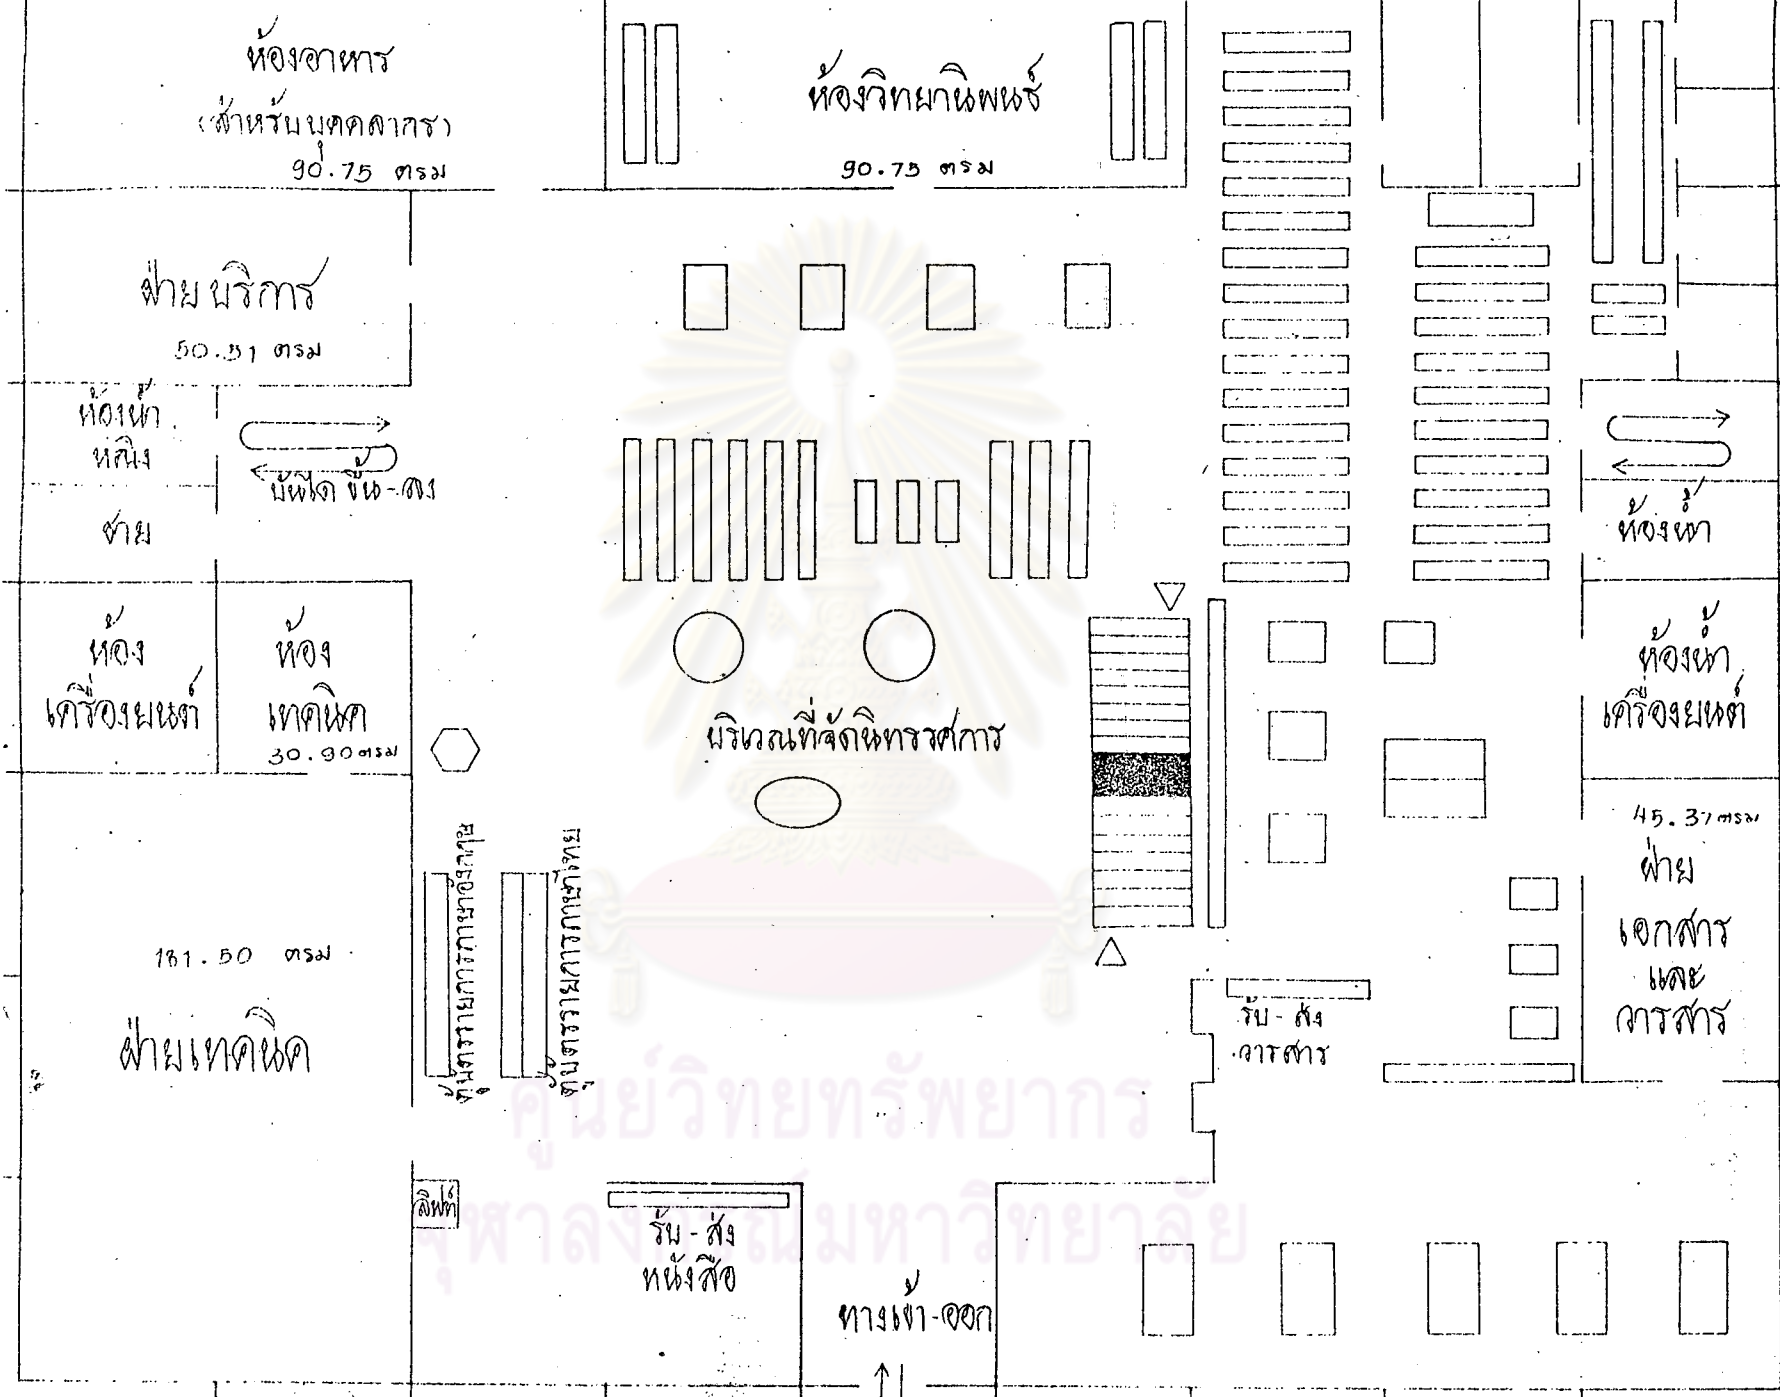 ห้องอาหาร
(สำหรับบุคคลากร)
90.75 ตรม
ห้องวิทยานิพนธ์
90.75 ตรม
ฝ่ายบริการ
50.51 ตรม
ห้องน้ำ
หญิง
ชาย
บันได ขึ้น-ลง
ห้อง
เครื่องยนต์
ห้อง
เทคนิค
30.90 ตรม
บริเวณที่จัดนิทรรศการ
ห้องน้ำ
ห้องน้ำ
เครื่องยนต์
45.37 ตรม
ฝ่าย
เอกสาร
และ
วารสาร
181.50 ตรม
ฝ่ายเทคนิค
ตู้บัตรรายการภาษาอังกฤษ
ตู้บัตรรายการภาษาไทย
รับ - ส่ง
วารสาร
ลิฟท์
รับ - ส่ง
หนังสือ
ทางเข้า-ออก
ศูนย์วิทยทรัพยากร
จุฬาลงกรณ์มหาวิทยาลัย